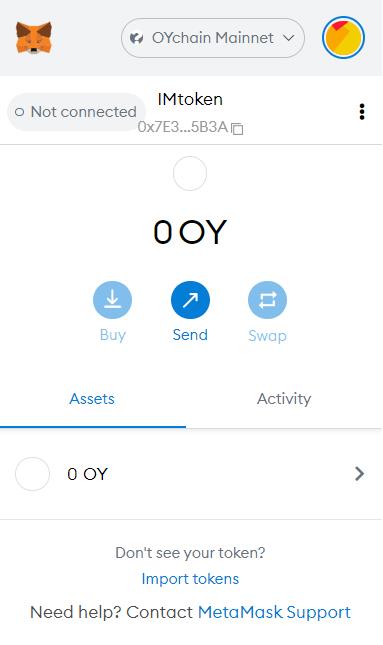 OYchain Mainnet
Not connected
IMtoken
0x7E3...5B3A
0 OY
Buy
Send
Swap
Assets
Activity
0 OY
Don't see your token?
Import tokens
Need help? Contact MetaMask Support